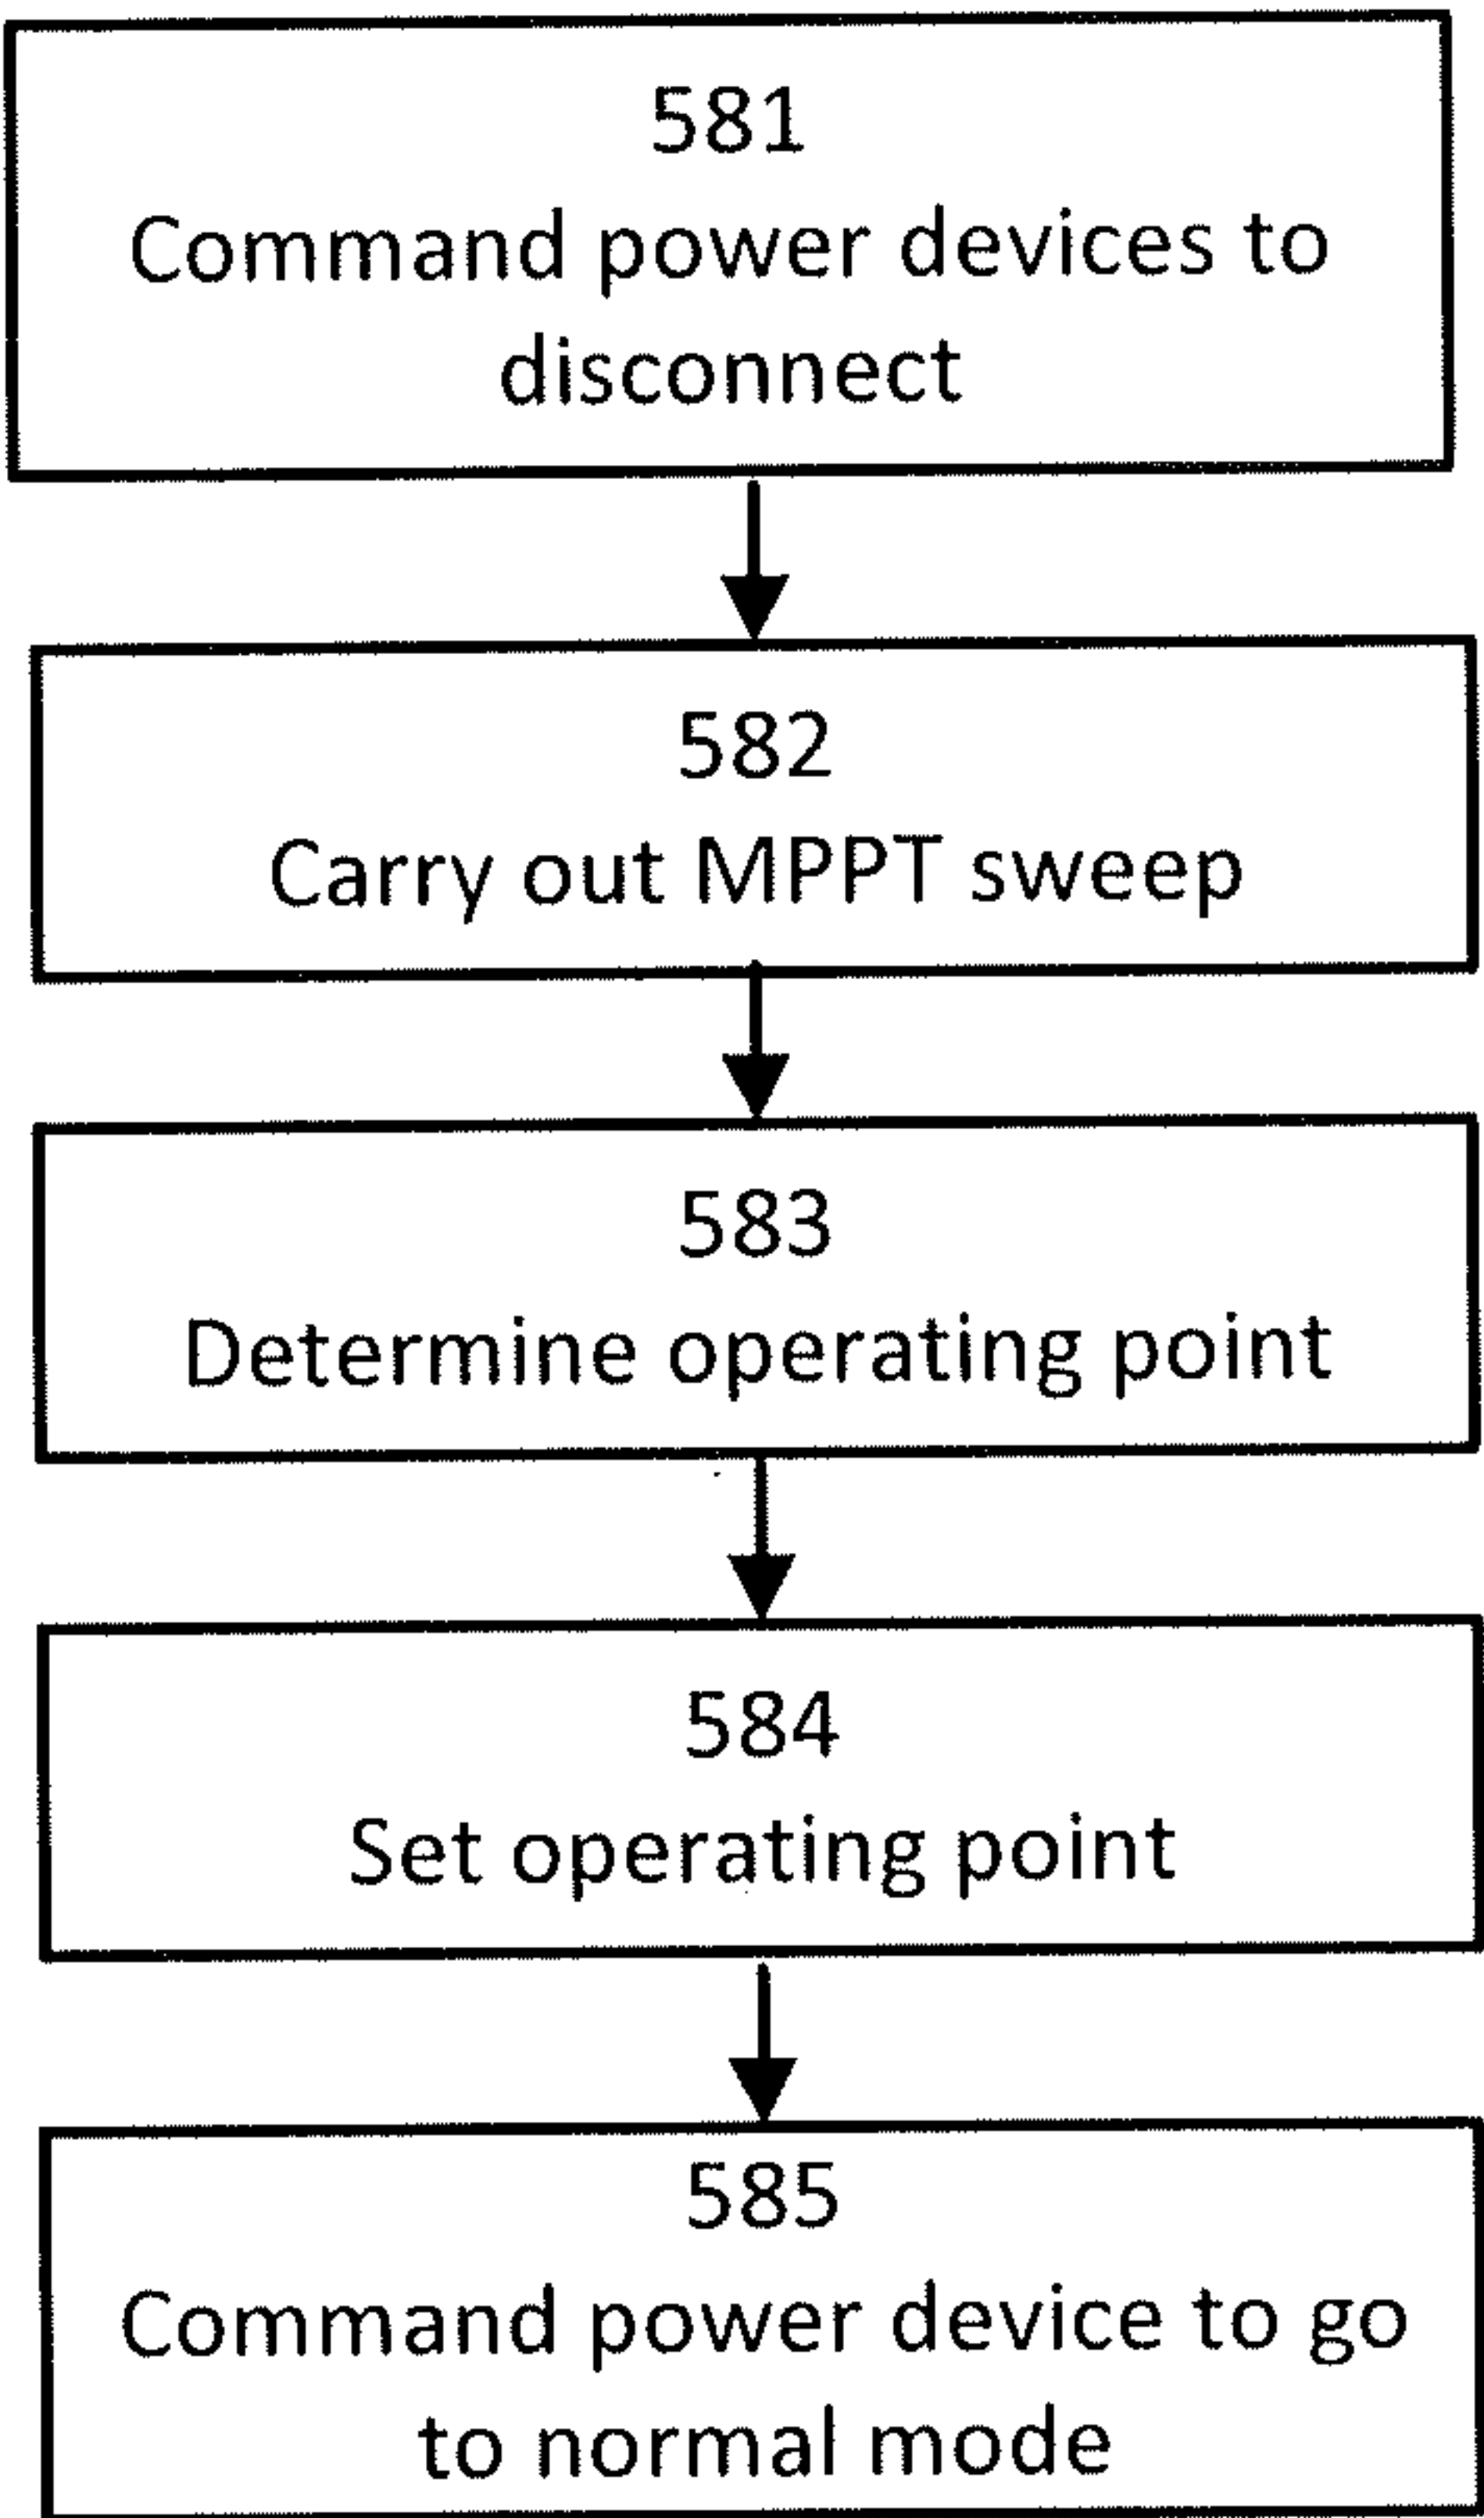 581
Command power devices to
disconnect
582
Carry out MPPT sweep
583
Determine operating point
584
Set operating point
585
Command power device to go
to normal mode